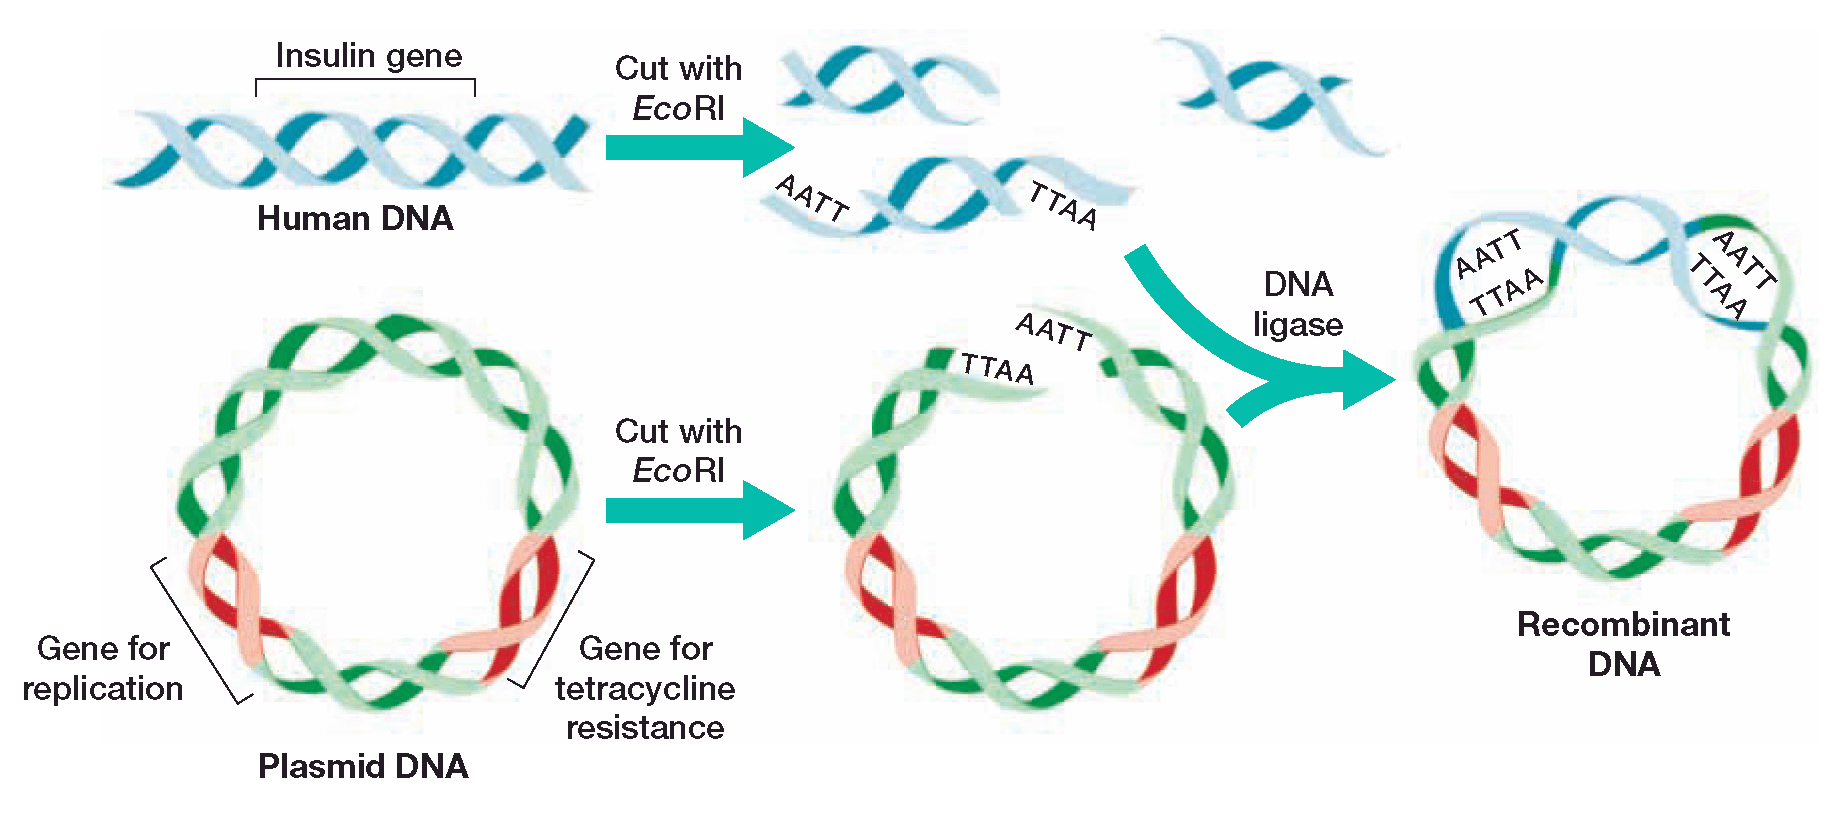 Insulin gene
Human DNA
Cut with
EcoRI
AATT
TTAA
Gene for
replication
Gene for
tetracycline
resistance
Plasmid DNA
Cut with
EcoRI
AATT
TTAA
DNA
ligase
AATT
TTAA
AATT
TTAA
Recombinant
DNA